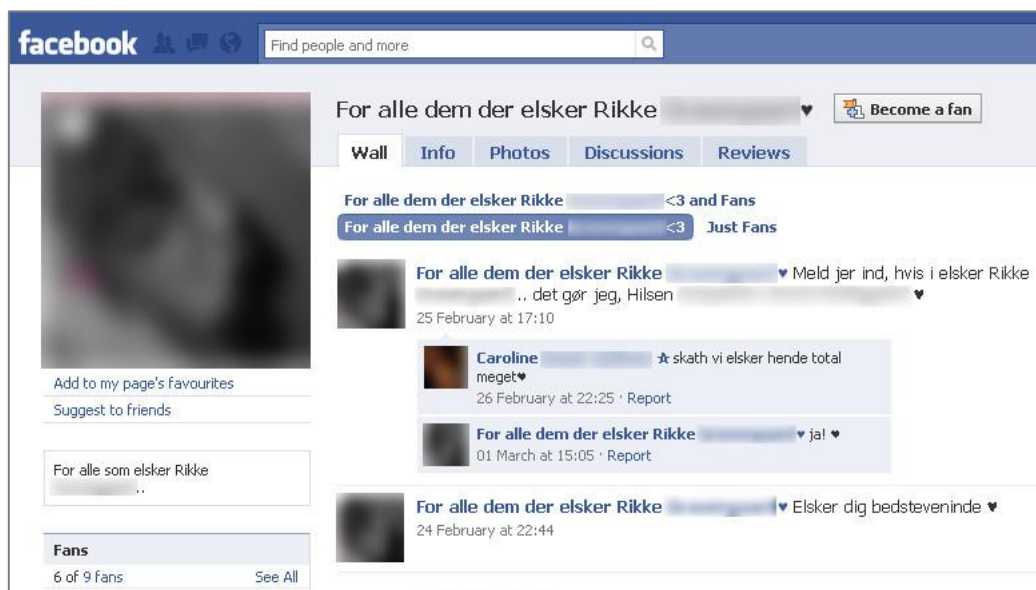 facebook
Find people and more
For alle dem der elsker Rikke ♥
Become a fan
Wall Info Photos Discussions Reviews
For alle dem der elsker Rikke <3 and Fans
For alle dem der elsker Rikke <3 Just Fans
For alle dem der elsker Rikke ♥ Meld jer ind, hvis i elsker Rikke
.. det gør jeg, Hilsen ♥
25 February at 17:10
Caroline skath vi elsker hende total
meget♥
26 February at 22:25 · Report
For alle dem der elsker Rikke ♥ ja! ♥
01 March at 15:05 · Report
For alle dem der elsker Rikke ♥ Elsker dig bedsteveninde ♥
24 February at 22:44
Add to my page's favourites
Suggest to friends
For alle som elsker Rikke
..
Fans
6 of 9 fans See All